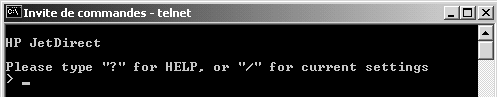 Invite de commandes - telnet
HP JetDirect
Please type "?" for HELP, or "/" for current settings
> _